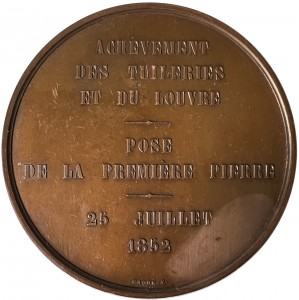 ACHÈVEMENT
DES TUILERIES
ET DU LOUVRE
POSE
DE LA PREMIÈRE PIERRE
25 JUILLET
1852